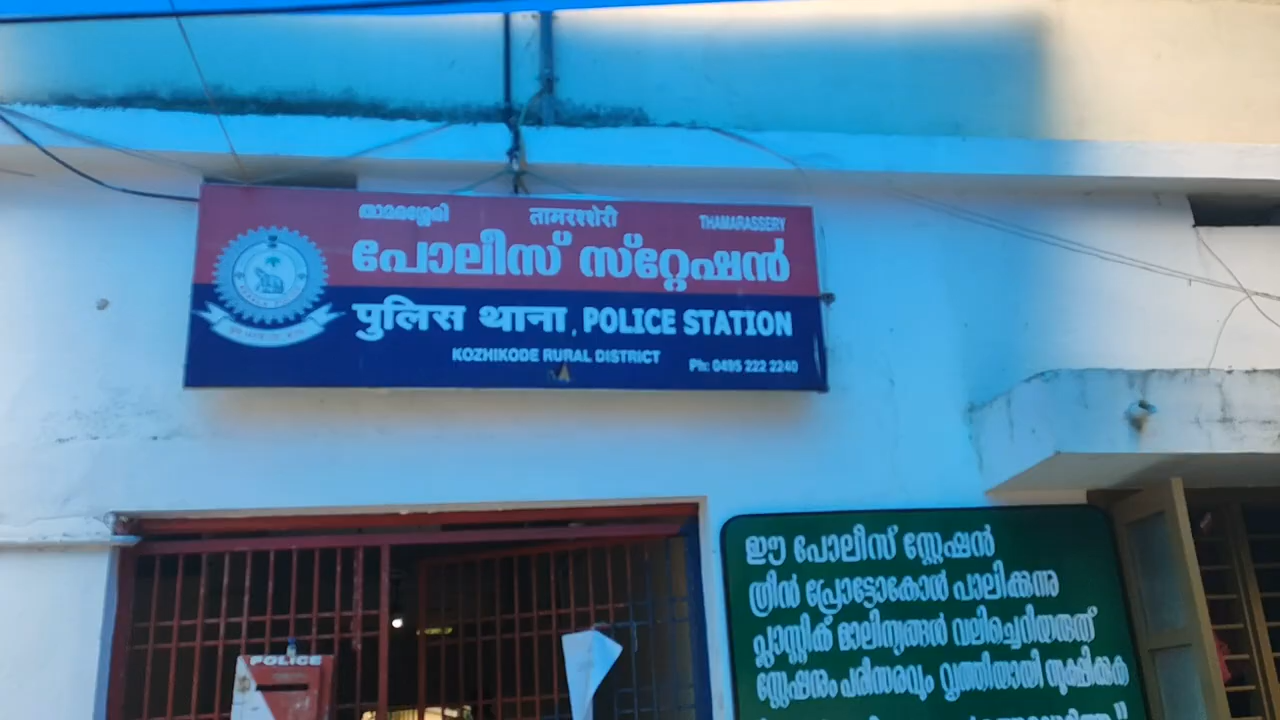 താമരശ്ശേരി तामरश्शेरी THAMARASSERY
പോലീസ് സ്റ്റേഷൻ
पुलिस थाना, POLICE STATION
KOZHIKODE RURAL DISTRICT
Ph: 0495 222 2240
POLICE
ഈ പോലീസ് സ്റ്റേഷൻ
ഗ്രീൻ പ്രോട്ടോകോൾ പാലിക്കുന്നു
പ്ലാസ്റ്റിക് മാലിന്യങ്ങൾ വലിച്ചെറിയരുത്
സ്റ്റേഷനും പരിസരവും വൃത്തിയായി സൂക്ഷിക്കുക